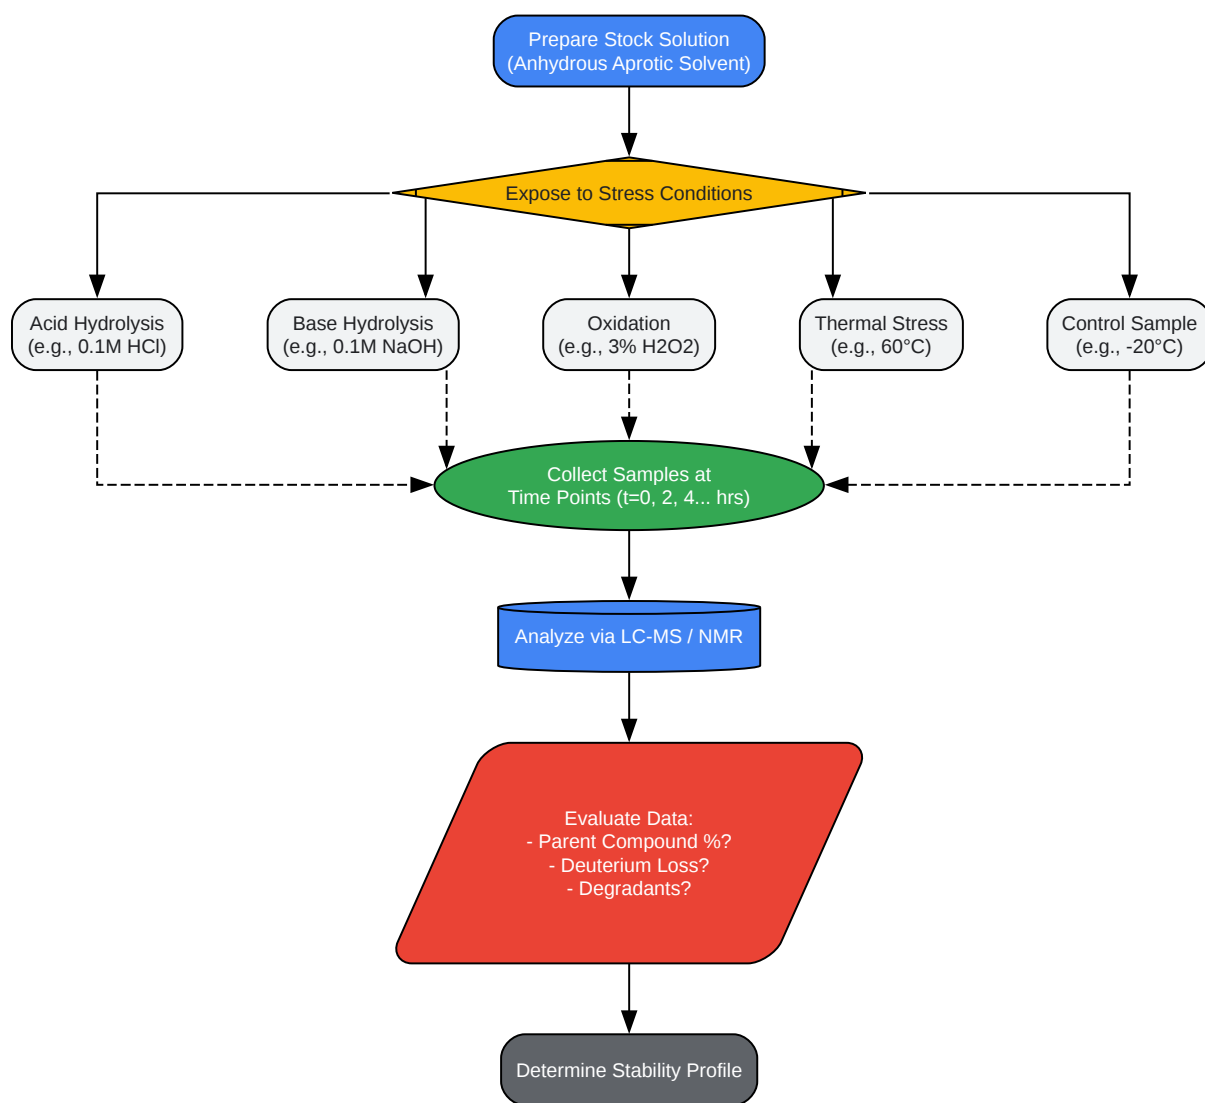 Prepare Stock Solution
(Anhydrous Aprotic Solvent)
Expose to Stress Conditions
Acid Hydrolysis
(e.g., 0.1M HCl)
Base Hydrolysis
(e.g., 0.1M NaOH)
Oxidation
(e.g., 3% H2O2)
Thermal Stress
(e.g., 60°C)
Control Sample
(e.g., -20°C)
Collect Samples at
Time Points (t=0, 2, 4... hrs)
Analyze via LC-MS / NMR
Evaluate Data:
- Parent Compound %?
- Deuterium Loss?
- Degradants?
Determine Stability Profile